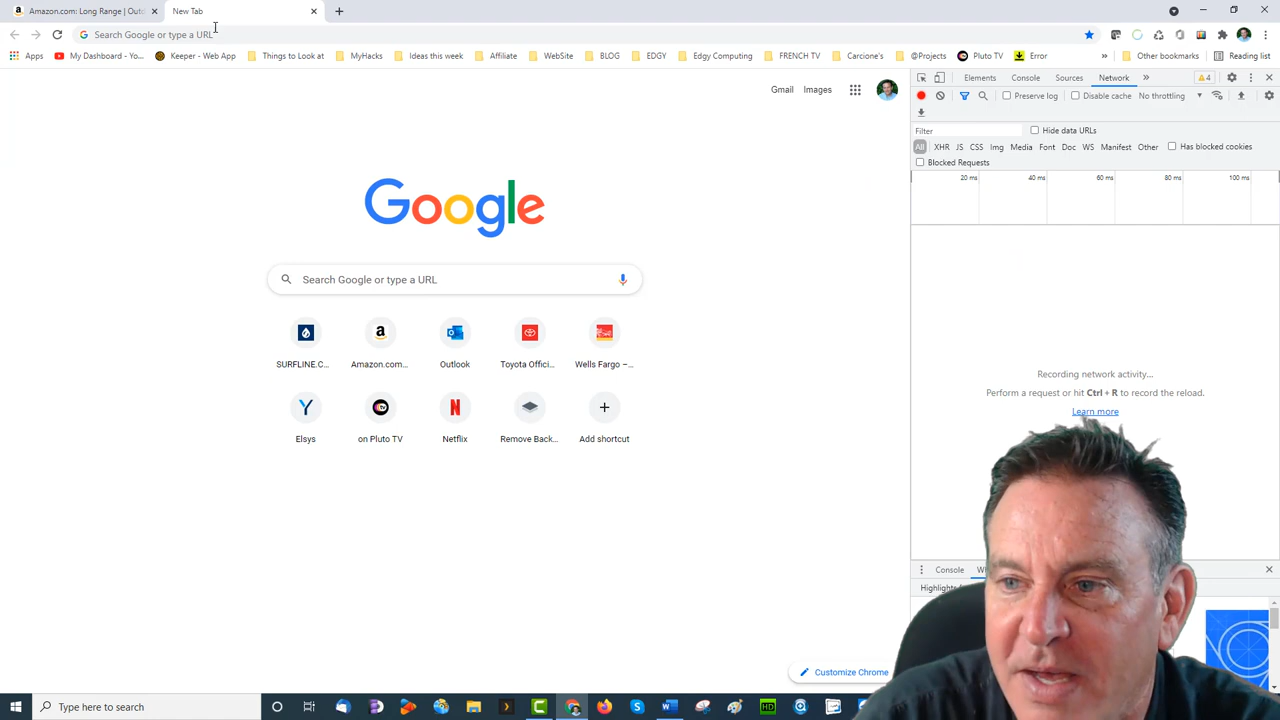 Amazon.com: Long Range | Outd
New Tab
Search Google or type a URL
Apps
My Dashboard - Yo...
Keeper - Web App
Things to Look at
MyHacks
Ideas this week
Affiliate
WebSite
BLOG
EDGY
Edgy Computing
FRENCH TV
Carcione's
@Projects
Pluto TV
Error
»
Other bookmarks
Reading list
Gmail
Images
Google
Search Google or type a URL
SURFLINE.C...
Amazon.com...
Outlook
Toyota Offici...
Wells Fargo –...
Elsys
on Pluto TV
Netflix
Remove Back...
Add shortcut
Customize Chrome
Elements
Console
Sources
Network
»
4
Preserve log
Disable cache
No throttling
Filter
Hide data URLs
All
XHR
JS
CSS
Img
Media
Font
Doc
WS
Manifest
Other
Has blocked cookies
Blocked Requests
20 ms
40 ms
60 ms
80 ms
100 ms
Recording network activity...
Perform a request or hit Ctrl + R to record the reload.
Learn more
Console
Type here to search